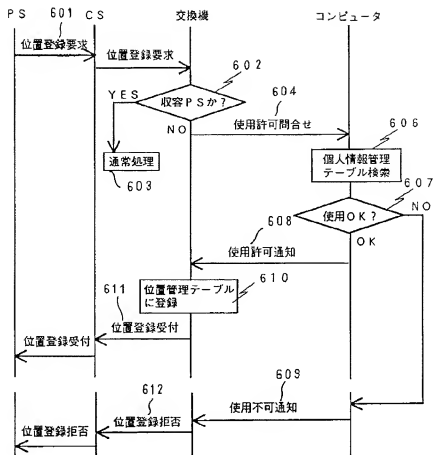 PS
601
CS
交換機
コンピュータ
位置登録要求
位置登録要求
602
収容PSか?
YES
NO
604
使用許可問合せ
通常処理
603
606
個人情報管理
テーブル検索
607
使用OK?
NO
OK
608
使用許可通知
610
位置管理テーブル
に登録
611
位置登録受付
位置登録受付
609
使用不可通知
612
位置登録拒否
位置登録拒否